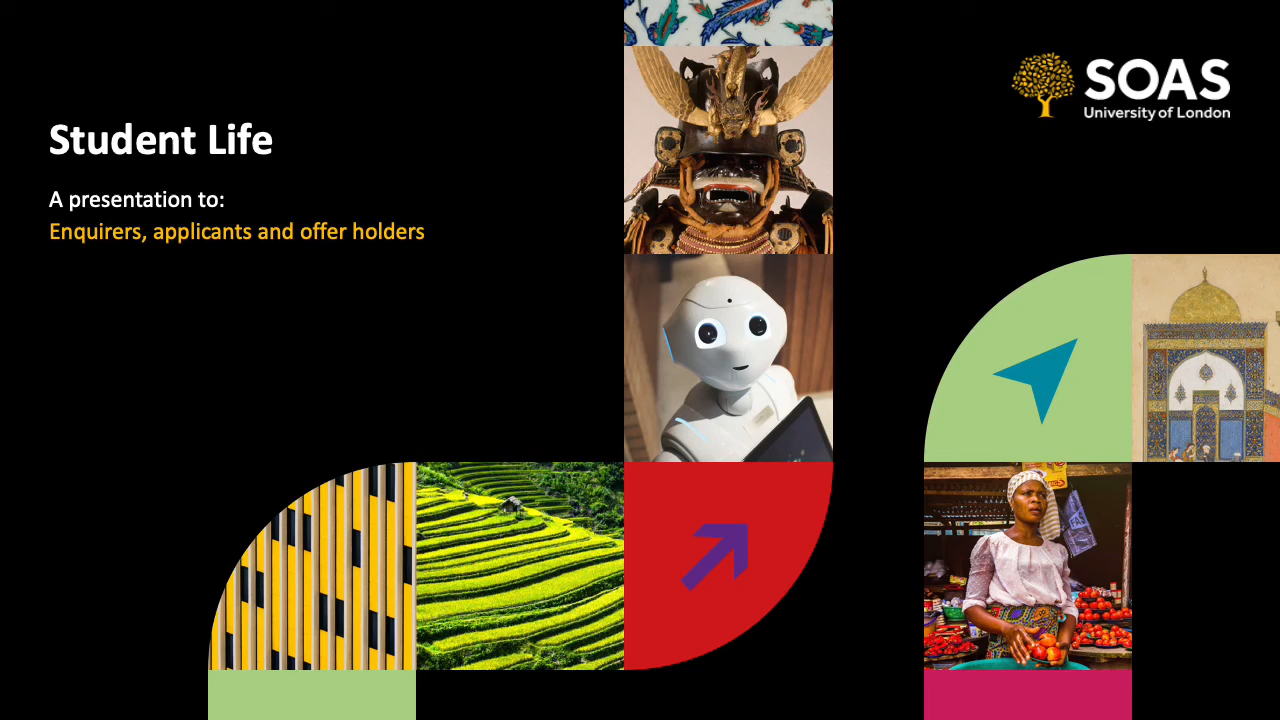 Student Life
A presentation to:
Enquirers, applicants and offer holders
SOAS
University of London